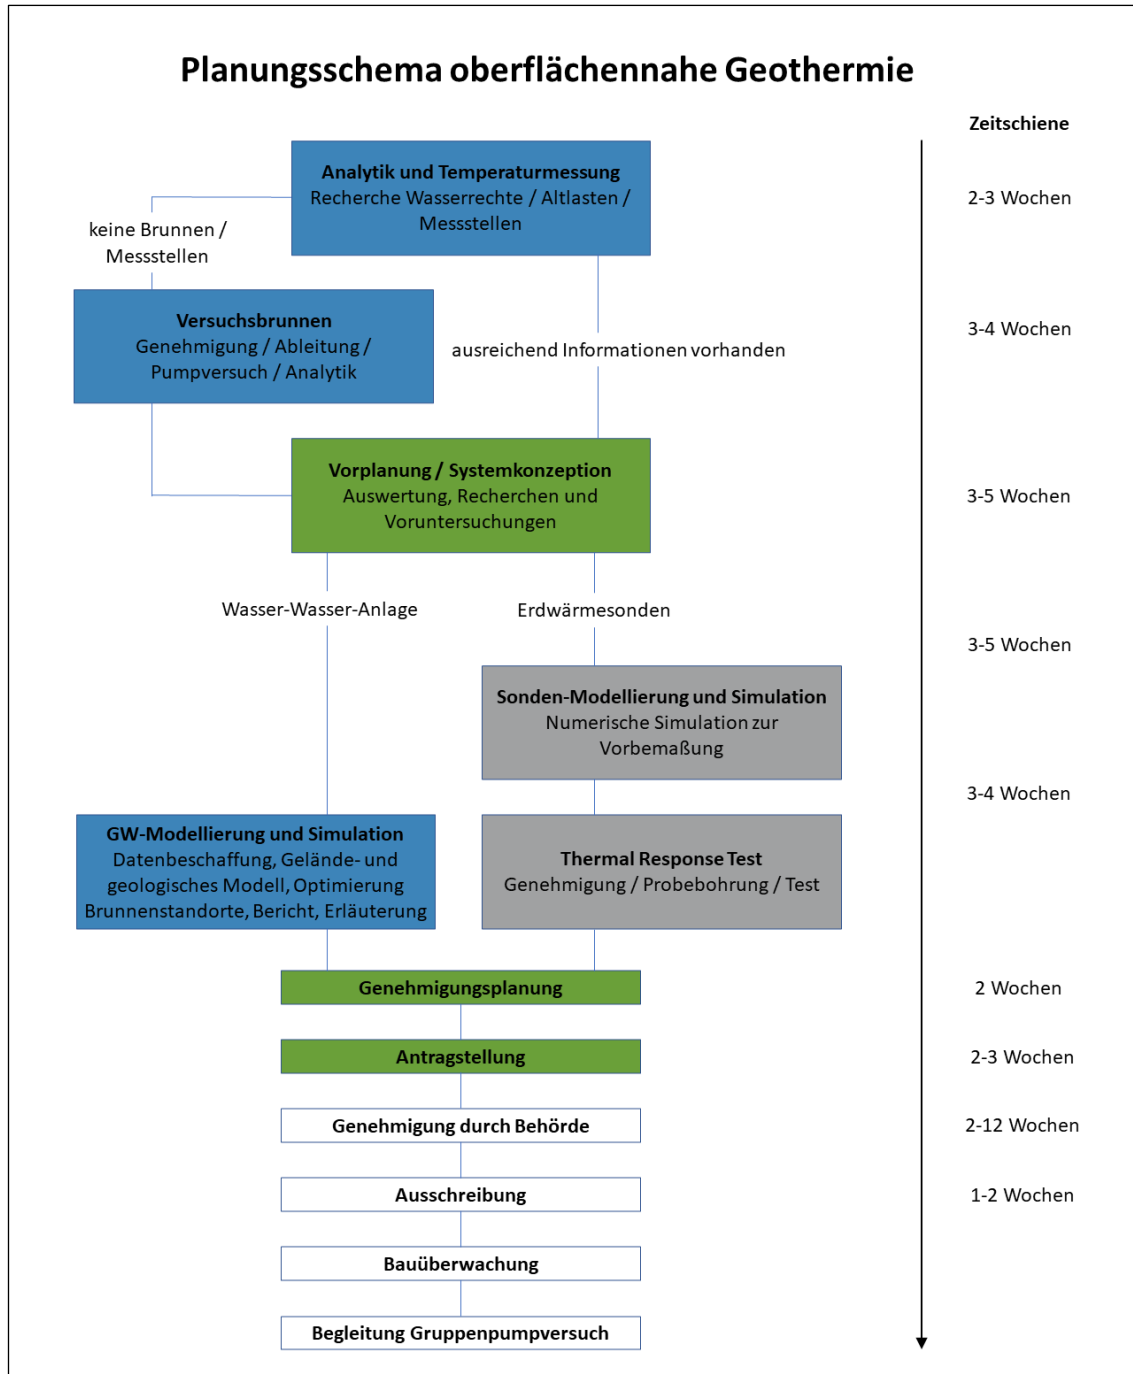 Planungsschema oberflächennahe Geothermie
Zeitschiene
Analytik und Temperaturmessung
Recherche Wasserrechte / Altlasten /
Messstellen
2-3 Wochen
keine Brunnen /
Messstellen
Versuchsbrunnen
Genehmigung / Ableitung /
Pumpversuch / Analytik
ausreichend Informationen vorhanden
3-4 Wochen
Vorplanung / Systemkonzeption
Auswertung, Recherchen und
Voruntersuchungen
3-5 Wochen
Wasser-Wasser-Anlage
Erdwärmesonden
3-5 Wochen
Sonden-Modellierung und Simulation
Numerische Simulation zur
Vorbemaßung
3-4 Wochen
GW-Modellierung und Simulation
Datenbeschaffung, Gelände- und
geologisches Modell, Optimierung
Brunnenstandorte, Bericht, Erläuterung
Thermal Response Test
Genehmigung / Probebohrung / Test
Genehmigungsplanung
2 Wochen
Antragstellung
2-3 Wochen
Genehmigung durch Behörde
2-12 Wochen
Ausschreibung
1-2 Wochen
Bauüberwachung
Begleitung Gruppenpumpversuch